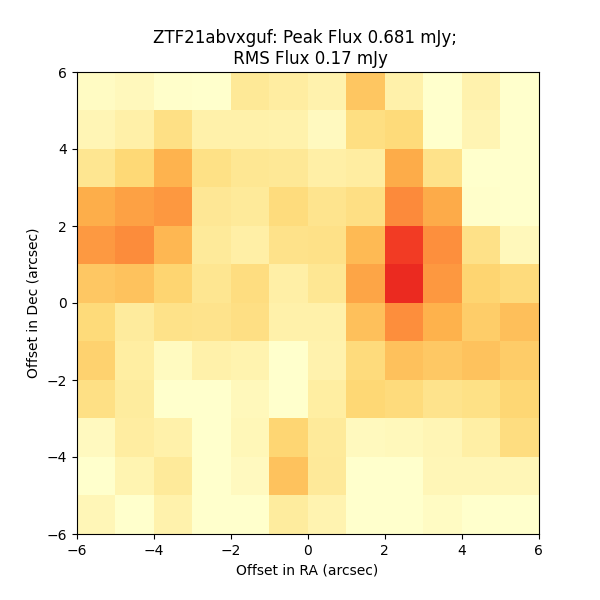 ZTF21abvxguf: Peak Flux 0.681 mJy;
RMS Flux 0.17 mJy
6
4
2
0
−2
−4
−6
Offset in Dec (arcsec)
−6 −4 −2 0 2 4 6
Offset in RA (arcsec)